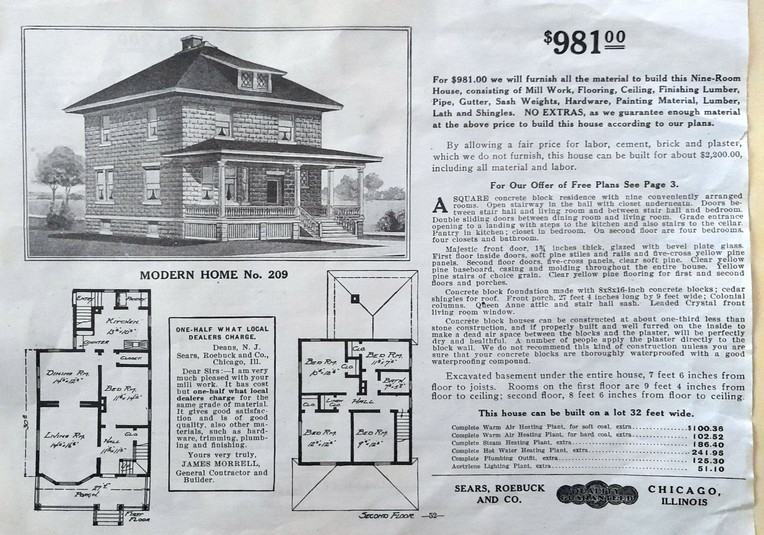 $981.00
For $981.00 we will furnish all the material to build this Nine-Room
House, consisting of Mill Work, Flooring, Ceiling, Finishing Lumber,
Pipe, Gutter, Sash Weights, Hardware, Painting Material, Lumber,
Lath and Shingles. NO EXTRAS, as we guarantee enough material
at the above price to build this house according to our plans.
By allowing a fair price for labor, cement, brick and plaster,
which we do not furnish, this house can be built for about $2,200.00,
including all material and labor.
For Our Offer of Free Plans See Page 3.
A SQUARE concrete block residence with nine conveniently arranged
rooms. Open stairway in the hall with closet underneath. Doors be-
tween stair hall and living room and between stair hall and bedroom.
Double sliding doors between dining room and living room. Grade entrance
opening to a landing with steps to the kitchen and also stairs to the cellar.
Pantry in kitchen; closet in bedroom. On second floor are four bedrooms,
four closets and bathroom.
Majestic front door, 1¾ inches thick, glazed with bevel plate glass.
First floor inside doors, soft pine stiles and rails and five-cross yellow pine
panels. Second floor doors, five-cross panels, clear soft pine. Clear yellow
pine baseboard, casing and molding throughout the entire house. Yellow
pine stairs of choice grain. Clear yellow pine flooring for first and second
floors and porches.
Concrete block foundation made with 8x8x16-inch concrete blocks; cedar
shingles for roof. Front porch, 27 feet 4 inches long by 9 feet wide; Colonial
columns. Queen Anne attic and stair hall sash. Leaded Crystal front
living room window.
Concrete block houses can be constructed at about one-third less than
stone construction, and if properly built and well furred on the inside to
make a dead air space between the blocks and the plaster, will be perfectly
dry and healthful. A number of people apply the plaster directly to the
block wall. We do not recommend this kind of construction unless you are
sure that your concrete blocks are thoroughly waterproofed with a good
waterproofing compound.
Excavated basement under the entire house, 7 feet 6 inches from
floor to joists. Rooms on the first floor are 9 feet 4 inches from
floor to ceiling; second floor, 8 feet 6 inches from floor to ceiling.
This house can be built on a lot 32 feet wide.
Complete Warm Air Heating Plant, for soft coal, extra $100.36
Complete Warm Air Heating Plant, for hard coal, extra 102.52
Complete Steam Heating Plant, extra 186.40
Complete Hot Water Heating Plant, extra 241.95
Complete Plumbing Outfit, extra 125.30
Acetylene Lighting Plant, extra 51.10
SEARS, ROEBUCK
AND CO.
QUALITY
GUARANTEED
CHICAGO,
ILLINOIS
MODERN HOME No. 209
ONE-HALF WHAT LOCAL
DEALERS CHARGE.
Deans, N. J.
Sears, Roebuck and Co.,
Chicago, Ill.
Dear Sirs:—I am very
much pleased with your
mill work. It has cost
but one-half what local
dealers charge for the
same grade of material.
It gives good satisfac-
tion and is of good
quality, also other ma-
terials, such as hard-
ware, trimming, plumb-
ing and finishing.
Yours very truly,
JAMES MORRELL,
General Contractor and
Builder.
KITCHEN
CLOSET
DINING RM.
BED RM.
LIVING RM.
HALL
CLO
PORCH
FIRST
FLOOR
BED RM.
CLO
BED RM.
CLO
BATH
HALL
BED RM.
BED RM.
SECOND FLOOR
—52—